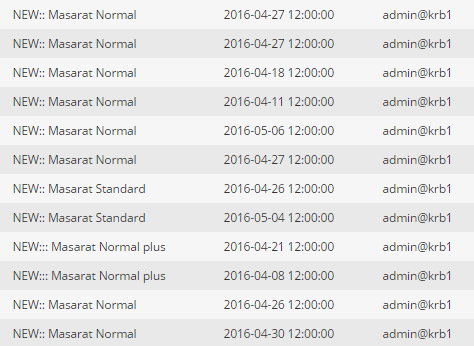 NEW:: Masarat Normal 2016-04-27 12:00:00 admin@krb1
NEW:: Masarat Normal 2016-04-27 12:00:00 admin@krb1
NEW:: Masarat Normal 2016-04-18 12:00:00 admin@krb1
NEW:: Masarat Normal 2016-04-11 12:00:00 admin@krb1
NEW:: Masarat Normal 2016-05-06 12:00:00 admin@krb1
NEW:: Masarat Normal 2016-04-27 12:00:00 admin@krb1
NEW:: Masarat Standard 2016-04-26 12:00:00 admin@krb1
NEW:: Masarat Standard 2016-05-04 12:00:00 admin@krb1
NEW::: Masarat Normal plus 2016-04-21 12:00:00 admin@krb1
NEW::: Masarat Normal plus 2016-04-08 12:00:00 admin@krb1
NEW:: Masarat Normal 2016-04-26 12:00:00 admin@krb1
NEW:: Masarat Normal 2016-04-30 12:00:00 admin@krb1